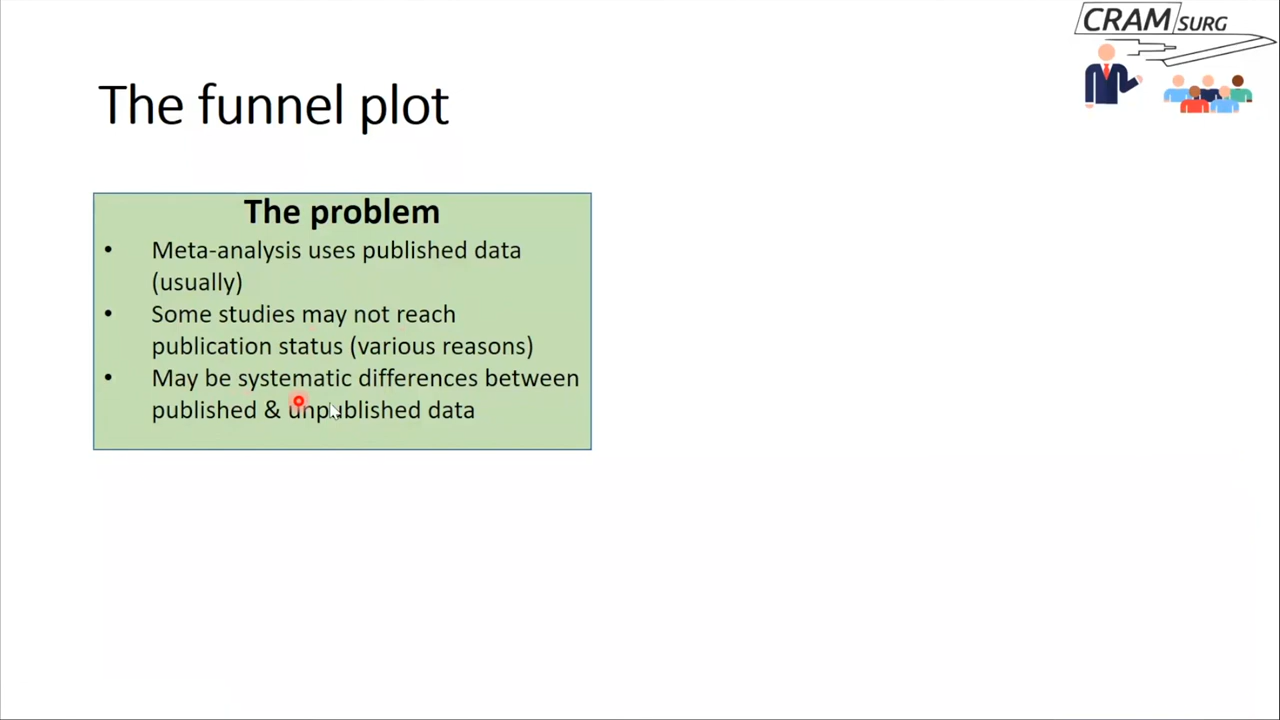 CRAM SURG
The funnel plot
The problem
• Meta-analysis uses published data
(usually)
• Some studies may not reach
publication status (various reasons)
• May be systematic differences between
published & unpublished data